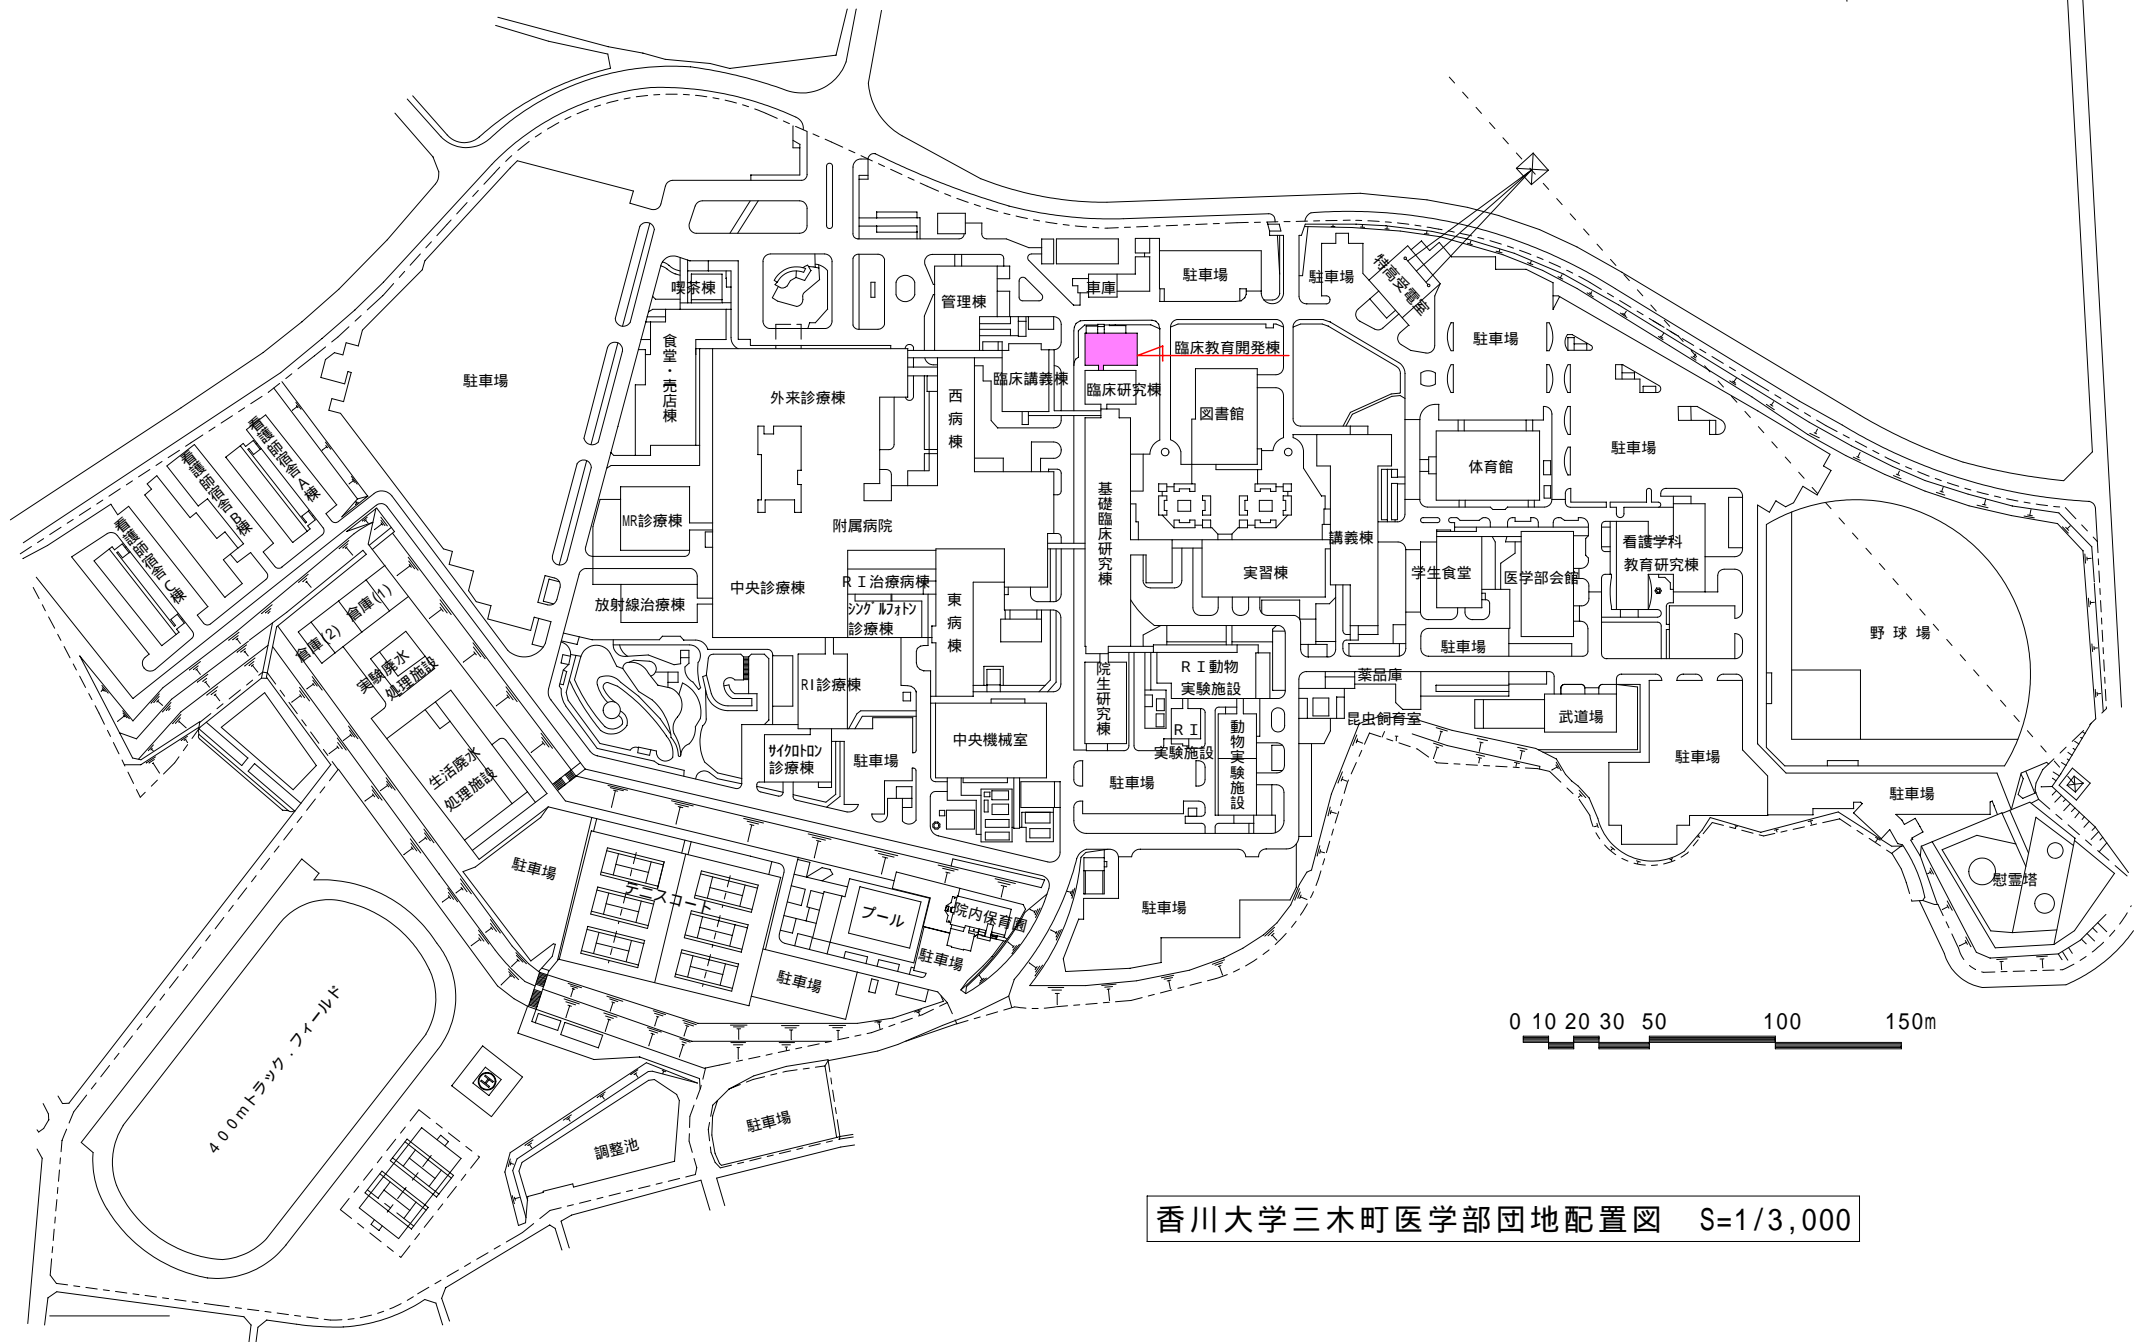 喫茶棟
食堂・売店棟
駐車場
外来診療棟
管理棟
西病棟
臨床講義棟
車庫
駐車場
駐車場
特高受電室
臨床教育開発棟
臨床研究棟
図書館
駐車場
駐車場
体育館
看護師宿舎A棟
看護師宿舎B棟
看護師宿舎C棟
MR診療棟
附属病院
基礎臨床研究棟
講義棟
実習棟
学生食堂
医学部会館
看護学科
教育研究棟
放射線治療棟
中央診療棟
RI治療病棟
シングルフォトン
診療棟
東病棟
倉庫(1)
倉庫(2)
実験廃水
処理施設
生活廃水
処理施設
RI診療棟
サイクロトロン
診療棟
駐車場
中央機械室
院生研究棟
RI動物
実験施設
RI
実験施設
動物実験施設
駐車場
駐車場
薬品庫
昆虫飼育室
武道場
駐車場
野球場
駐車場
慰霊塔
駐車場
テニスコート
プール
院内保育園
駐車場
駐車場
駐車場
400mトラック.フィールド
H
調整池
駐車場
0 10 20 30 50 100 150m
香川大学三木町医学部団地配置図 S=1/3,000